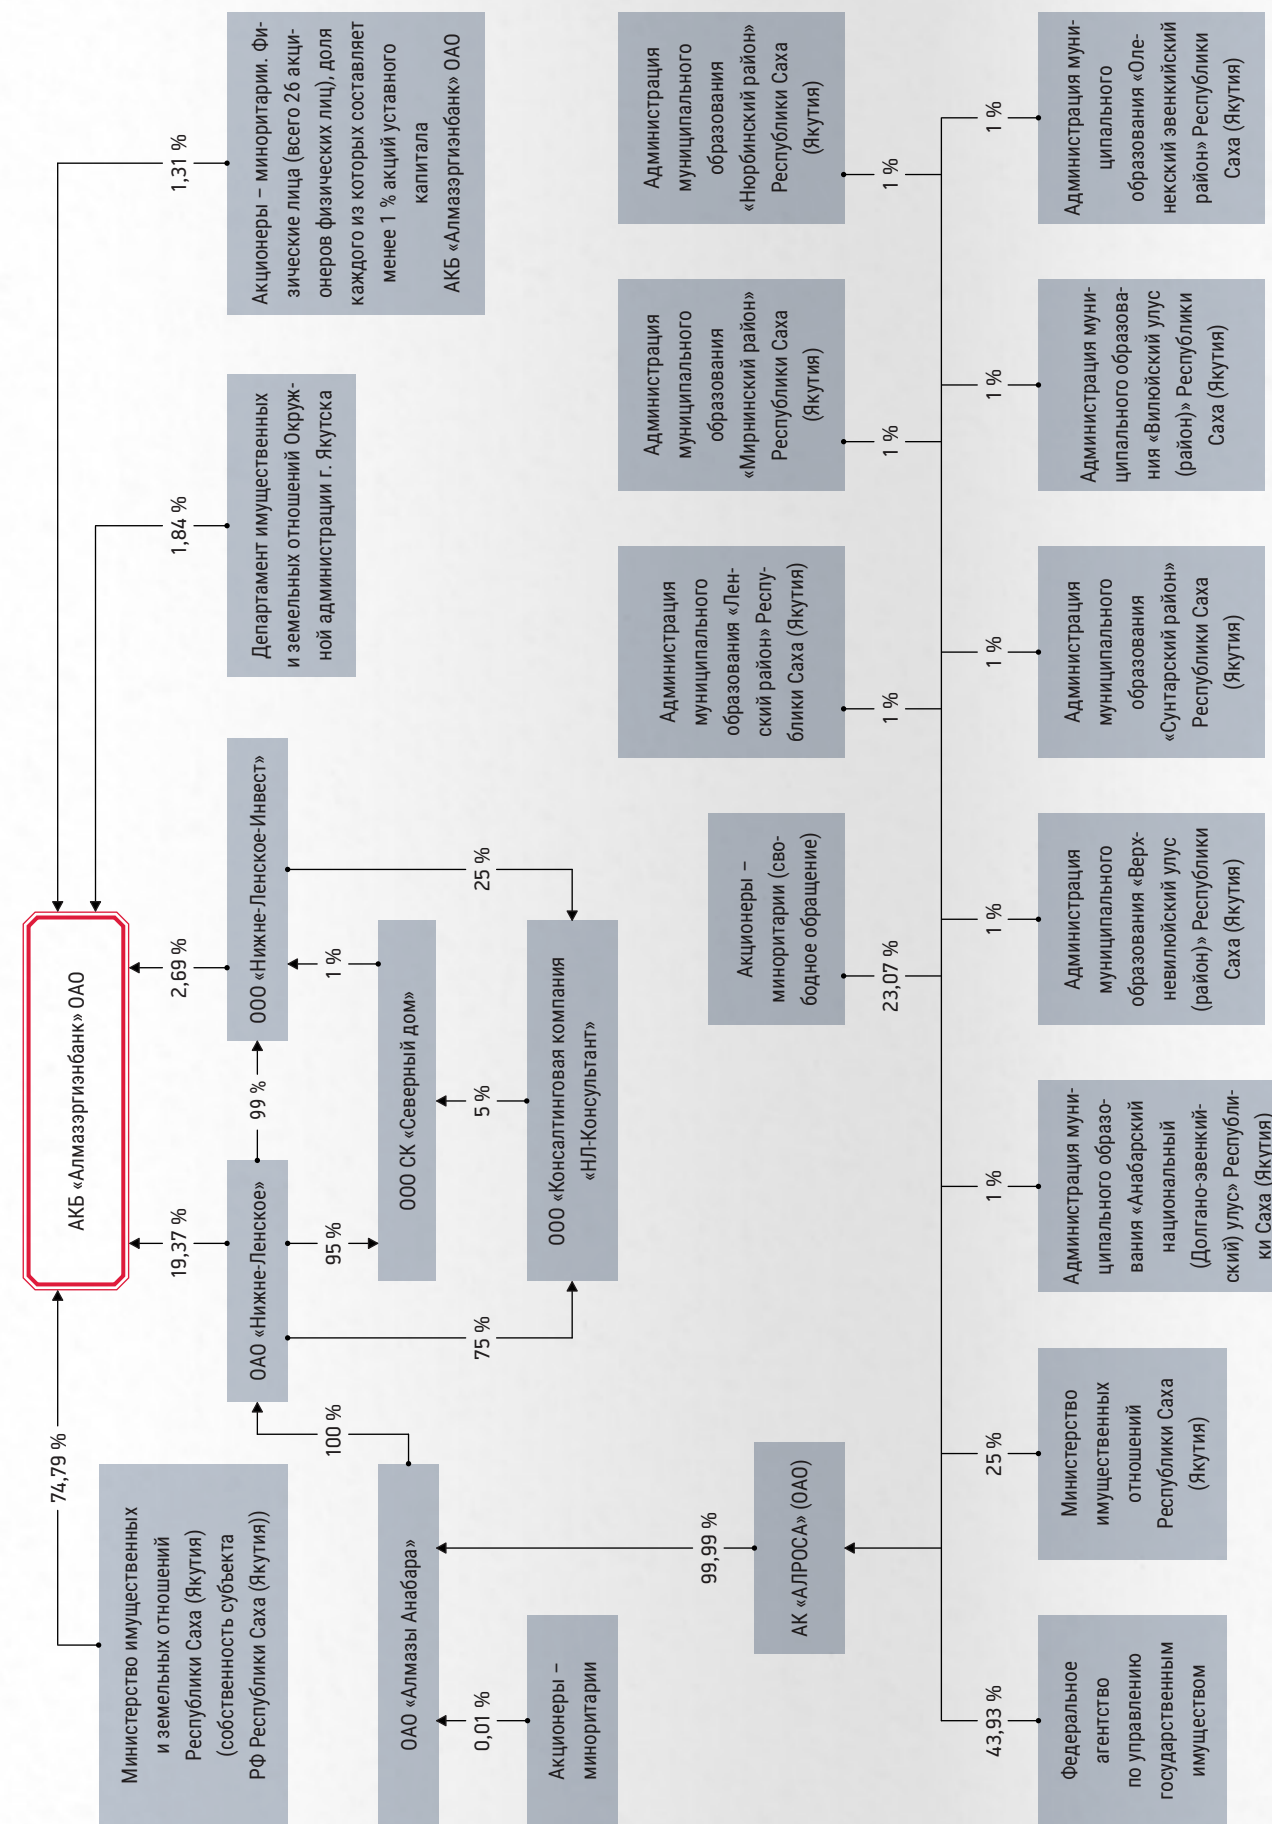 АКБ «Алмазэргиэнбанк» ОАО
74,79 %
19,37 %
2,69 %
1,84 %
1,31 %
Министерство имущественных
и земельных отношений
Республики Саха (Якутия)
(собственность субъекта
РФ Республики Саха (Якутия))
ОАО «Нижне-Ленское»
99 %
ООО «Нижне-Ленское-Инвест»
Департамент имущественных
и земельных отношений Окруж-
ной администрации г. Якутска
Акционеры – миноритарии. Фи-
зические лица (всего 26 акци-
онеров физических лиц), доля
каждого из которых составляет
менее 1 % акций уставного
капитала
АКБ «Алмазэргиэнбанк» ОАО
100 %
95 %
1 %
ОАО «Алмазы Анабара»
ООО СК «Северный дом»
0,01 %
75 %
5 %
25 %
Акционеры –
миноритарии
ООО «Консалтинговая компания
«НЛ-Консультант»
99,99 %
АК «АЛРОСА» (ОАО)
Акционеры –
миноритарии (сво-
бодное обращение)
Администрация
муниципального
образования «Лен-
ский район» Респу-
блики Саха (Якутия)
Администрация
муниципального
образования
«Мирнинский район»
Республики Саха
(Якутия)
Администрация
муниципального
образования
«Нюрбинский район»
Республики Саха
(Якутия)
23,07 %
1 %
1 %
1 %
43,93 %
25 %
1 %
1 %
1 %
1 %
1 %
Федеральное
агентство
по управлению
государственным
имуществом
Министерство
имущественных
отношений
Республики Саха
(Якутия)
Администрация муни-
ципального образо-
вания «Анабарский
национальный
(Долгано-эвенкий-
ский) улус» Республи-
ки Саха (Якутия)
Администрация
муниципального
образования «Верх-
невилюйский улус
(район)» Республики
Саха (Якутия)
Администрация
муниципального
образования
«Сунтарский район»
Республики Саха
(Якутия)
Администрация муни-
ципального образова-
ния «Вилюйский улус
(район)» Республики
Саха (Якутия)
Администрация муни-
ципального
образования «Оле-
некский эвенкийский
район» Республики
Саха (Якутия)